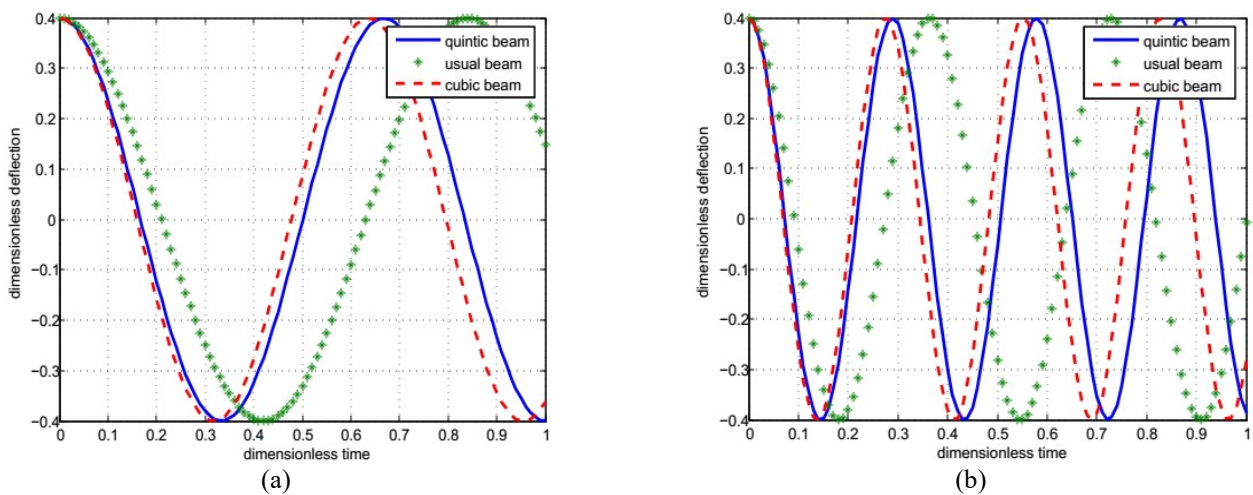 0.4
0.3
0.2
0.1
0
−0.1
−0.2
−0.3
−0.4
dimensionless deflection
quintic beam
usual beam
cubic beam
0 0.1 0.2 0.3 0.4 0.5 0.6 0.7 0.8 0.9 1
dimensionless time
(a)
0.4
0.3
0.2
0.1
0
−0.1
−0.2
−0.3
−0.4
dimensionless deflection
quintic beam
usual beam
cubic beam
0 0.1 0.2 0.3 0.4 0.5 0.6 0.7 0.8 0.9 1
dimensionless time
(b)